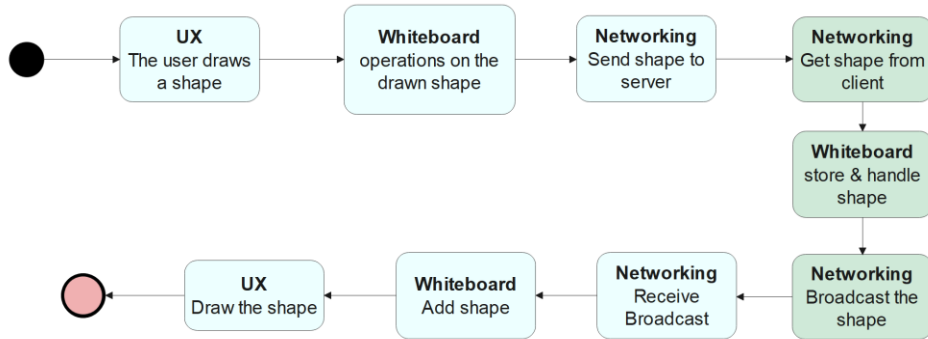 UX
The user draws
a shape
Whiteboard
operations on the
drawn shape
Networking
Send shape to
server
Networking
Get shape from
client
Whiteboard
store & handle
shape
Networking
Broadcast the
shape
Networking
Receive
Broadcast
Whiteboard
Add shape
UX
Draw the shape